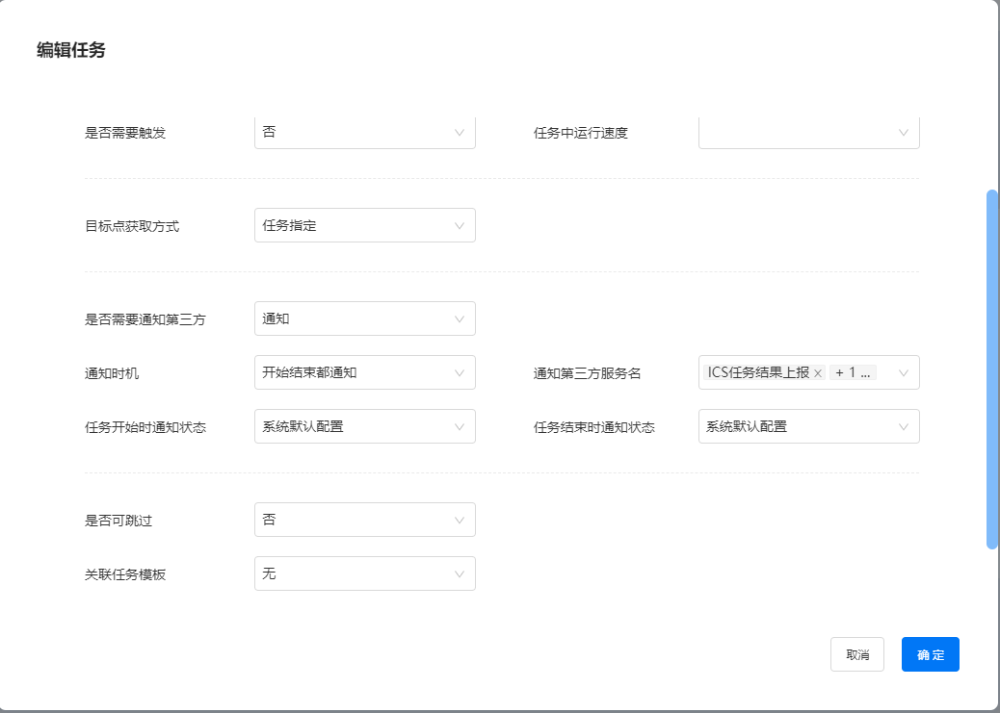 编辑任务
是否需要触发 否 任务中运行速度
目标点获取方式 任务指定
是否需要通知第三方 通知
通知时机 开始结束都通知 通知第三方服务名 ICS任务结果上报 × + 1 ...
任务开始时通知状态 系统默认配置 任务结束时通知状态 系统默认配置
是否可跳过 否
关联任务模板 无
取消 确定